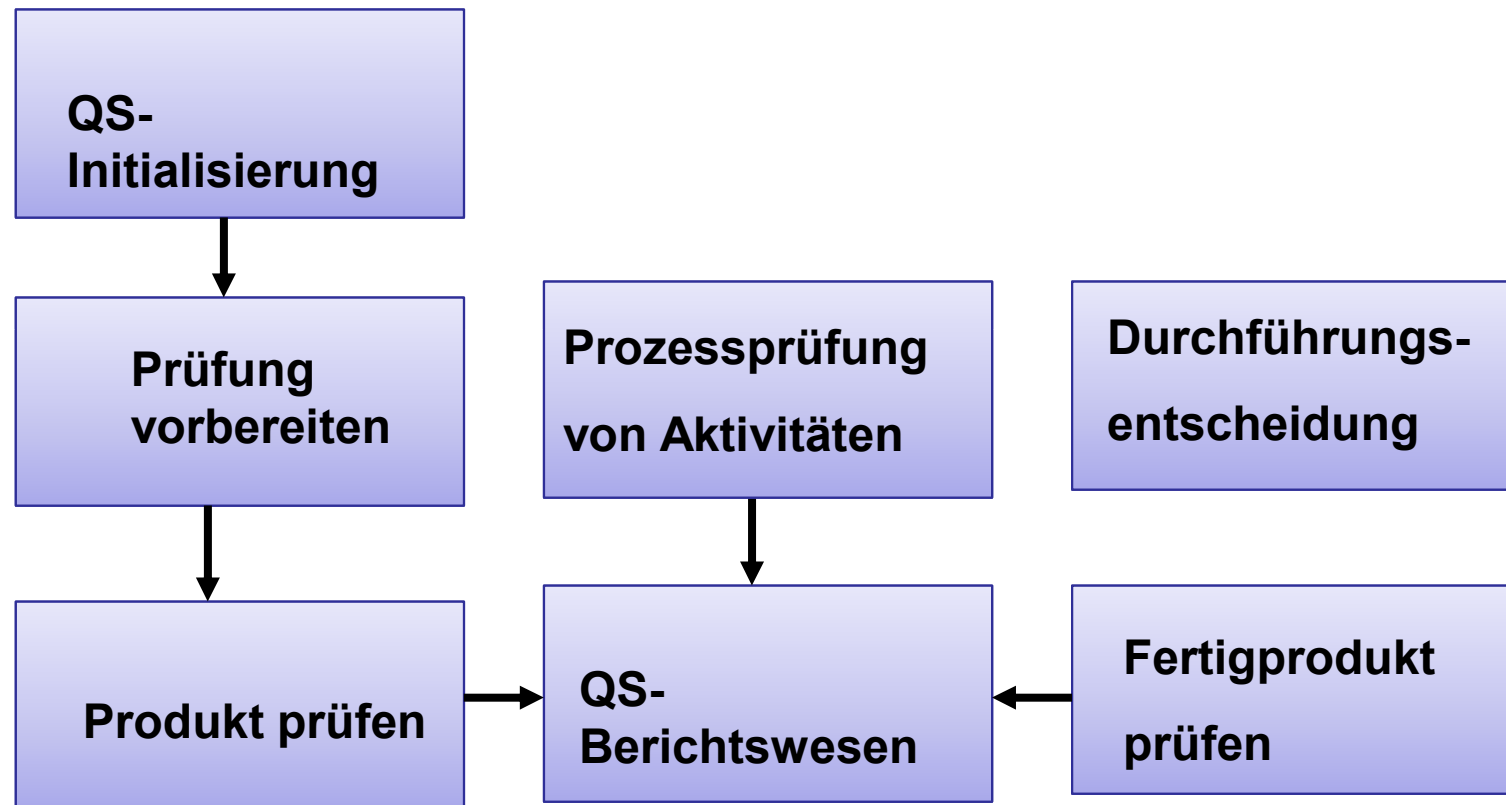 QS-
Initialisierung
Prüfung
vorbereiten
Prozessprüfung
von Aktivitäten
Durchführungs-
entscheidung
Produkt prüfen
QS-
Berichtswesen
Fertigprodukt
prüfen